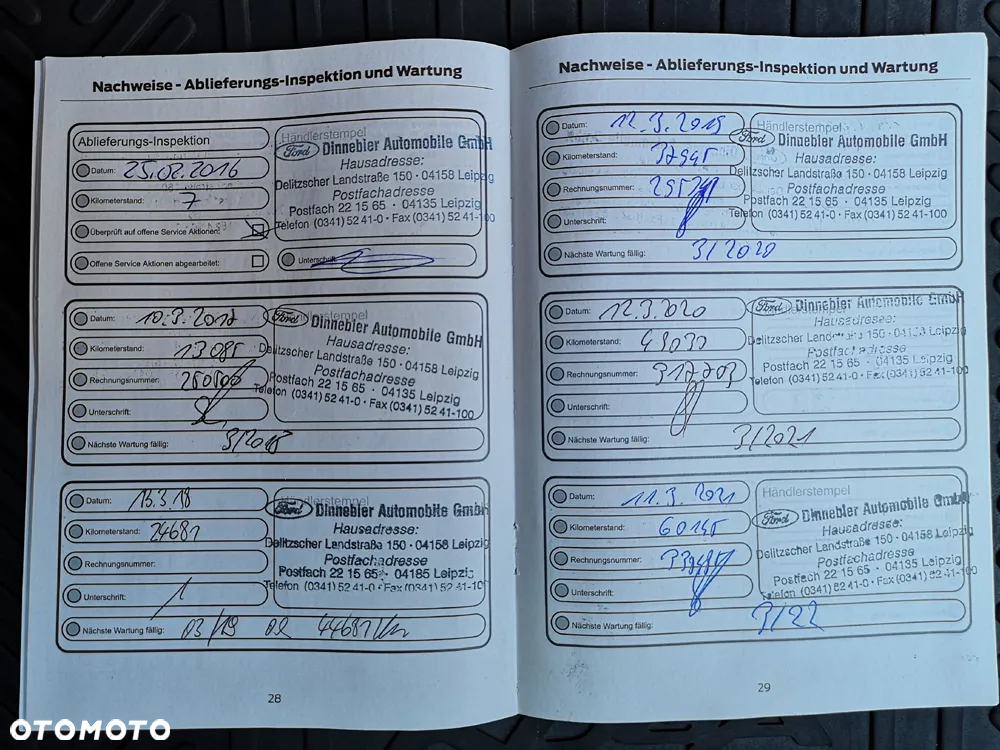 Nachweise - Ablieferungs-Inspektion und Wartung
Ablieferungs-Inspektion
Datum: 25.02.2016
Kilometerstand: 7
Überprüft auf offene Service Aktionen:
Offene Service Aktionen abgearbeitet:
Händlerstempel
Ford Dinnebier Automobile GmbH
Hausadresse:
Delitzscher Landstraße 150 · 04158 Leipzig
Postfachadresse
Postfach 22 15 65 · 04135 Leipzig
Telefon (0341) 52 41-0 · Fax (0341) 52 41-100
Unterschrift:
Datum: 10.3.2017
Kilometerstand: 13085
Rechnungsnummer:
Unterschrift:
Nächste Wartung fällig: 3/2018
Ford Dinnebier Automobile GmbH
Hausadresse:
Delitzscher Landstraße 150 · 04158 Leipzig
Postfachadresse
Postfach 22 15 65 · 04135 Leipzig
Telefon (0341) 52 41-0 · Fax (0341) 52 41-100
Datum: 15.3.18
Kilometerstand: 24681
Rechnungsnummer:
Unterschrift:
Nächste Wartung fällig: 03/19 44681 km
Händlerstempel
Ford Dinnebier Automobile GmbH
Hausadresse:
Delitzscher Landstraße 150 · 04158 Leipzig
Postfachadresse
Postfach 22 15 65 · 04135 Leipzig
Telefon (0341) 52 41-0 · Fax (0341) 52 41-100
28
Nachweise - Ablieferungs-Inspektion und Wartung
Datum: 12.3.2019
Kilometerstand: 37945
Rechnungsnummer:
Unterschrift:
Nächste Wartung fällig: 3/2020
Händlerstempel
Ford Dinnebier Automobile GmbH
Hausadresse:
Delitzscher Landstraße 150 · 04158 Leipzig
Postfachadresse
Postfach 22 15 65 · 04135 Leipzig
Telefon (0341) 52 41-0 · Fax (0341) 52 41-100
Datum: 12.3.2020
Kilometerstand: 49030
Rechnungsnummer: 317703
Unterschrift:
Nächste Wartung fällig: 3/2021
Ford Dinnebier Automobile GmbH
Hausadresse:
Delitzscher Landstraße 150 · 04158 Leipzig
Postfachadresse
Postfach 22 15 65 · 04135 Leipzig
Telefon (0341) 52 41-0 · Fax (0341) 52 41-100
Datum: 11.3.2021
Kilometerstand: 60145
Rechnungsnummer:
Unterschrift:
Nächste Wartung fällig: 3/22
Händlerstempel
Ford Dinnebier Automobile GmbH
Hausadresse:
Delitzscher Landstraße 150 · 04158 Leipzig
Postfachadresse
Postfach 22 15 65 · 04135 Leipzig
Telefon (0341) 52 41-0 · Fax (0341) 52 41-100
29
OTOMOTO